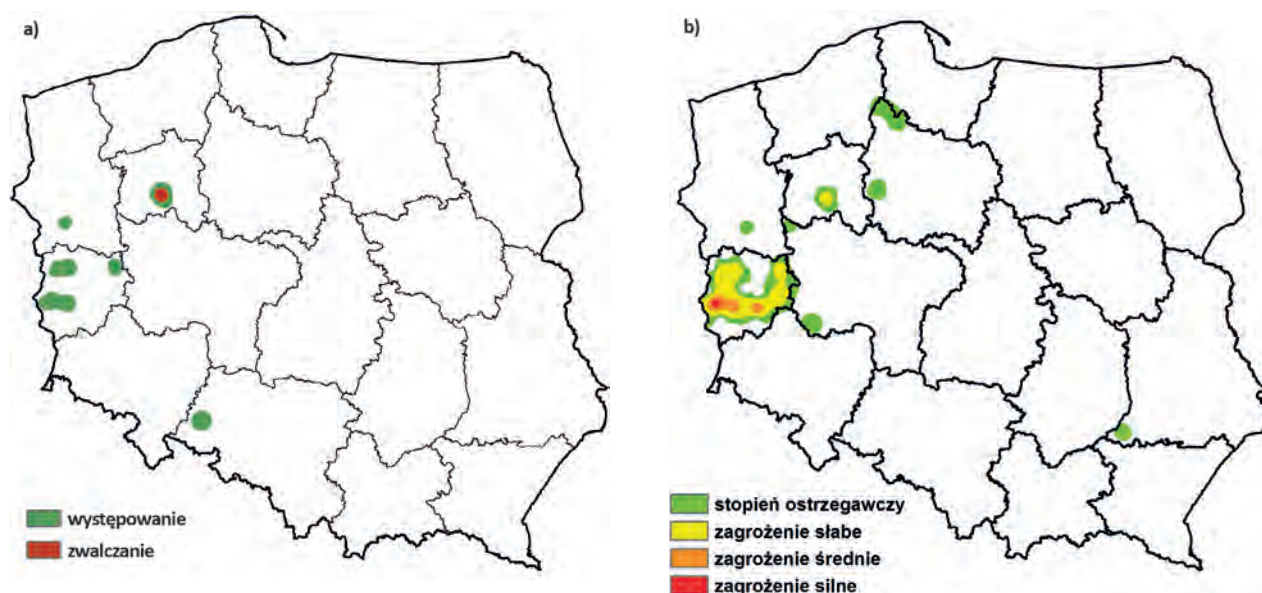 a)
występowanie
zwalczanie
b)
stopień ostrzegawczy
zagrożenie słabe
zagrożenie średnie
zagrożenie silne